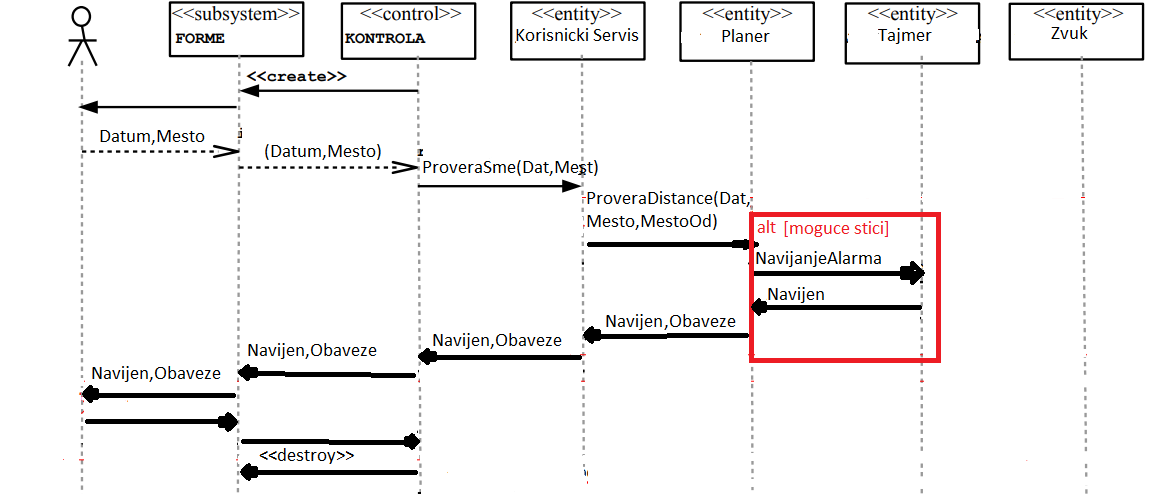 <<subsystem>>
FORME
<<control>>
KONTROLA
<<entity>>
Korisnicki Servis
<<entity>>
Planer
<<entity>>
Tajmer
<<entity>>
Zvuk
<<create>>
Datum,Mesto
(Datum,Mesto)
ProveraSme(Dat,Mest)
ProveraDistance(Dat,
Mesto,MestoOd)
alt [moguce stici]
NavijanjeAlarma
Navijen
Navijen,Obaveze
Navijen,Obaveze
Navijen,Obaveze
Navijen,Obaveze
<<destroy>>